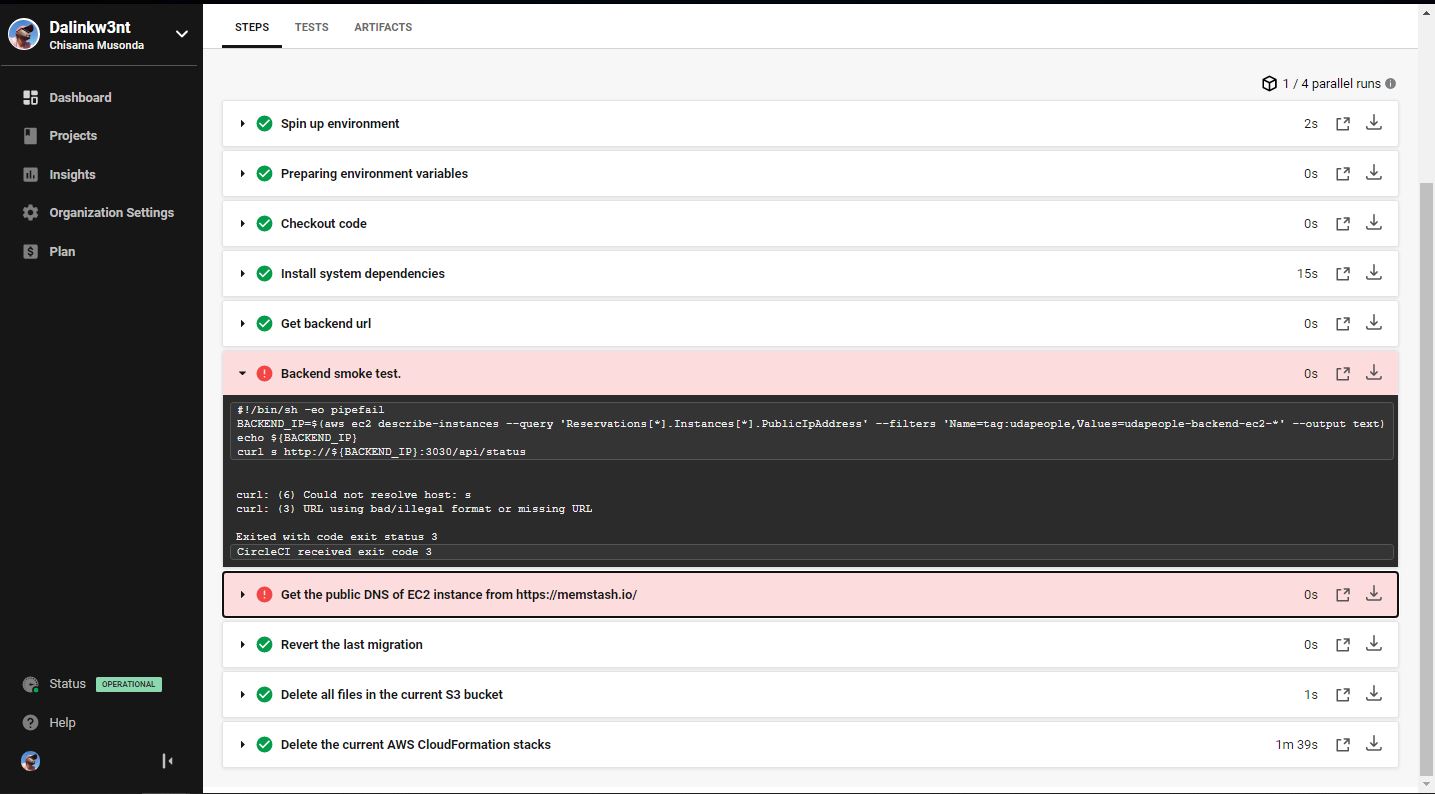 Dalinkw3nt
Chisama Musonda
Dashboard
Projects
Insights
Organization Settings
Plan
Status OPERATIONAL
Help
STEPS TESTS ARTIFACTS
1 / 4 parallel runs
Spin up environment 2s
Preparing environment variables 0s
Checkout code 0s
Install system dependencies 15s
Get backend url 0s
Backend smoke test. 0s
#!/bin/sh -eo pipefail
BACKEND_IP=$(aws ec2 describe-instances --query 'Reservations[*].Instances[*].PublicIpAddress' --filters 'Name=tag:udapeople,Values=udapeople-backend-ec2-*' --output text)
echo ${BACKEND_IP}
curl s http://${BACKEND_IP}:3030/api/status
curl: (6) Could not resolve host: s
curl: (3) URL using bad/illegal format or missing URL
Exited with code exit status 3
CircleCI received exit code 3
Get the public DNS of EC2 instance from https://memstash.io/ 0s
Revert the last migration 0s
Delete all files in the current S3 bucket 1s
Delete the current AWS CloudFormation stacks 1m 39s